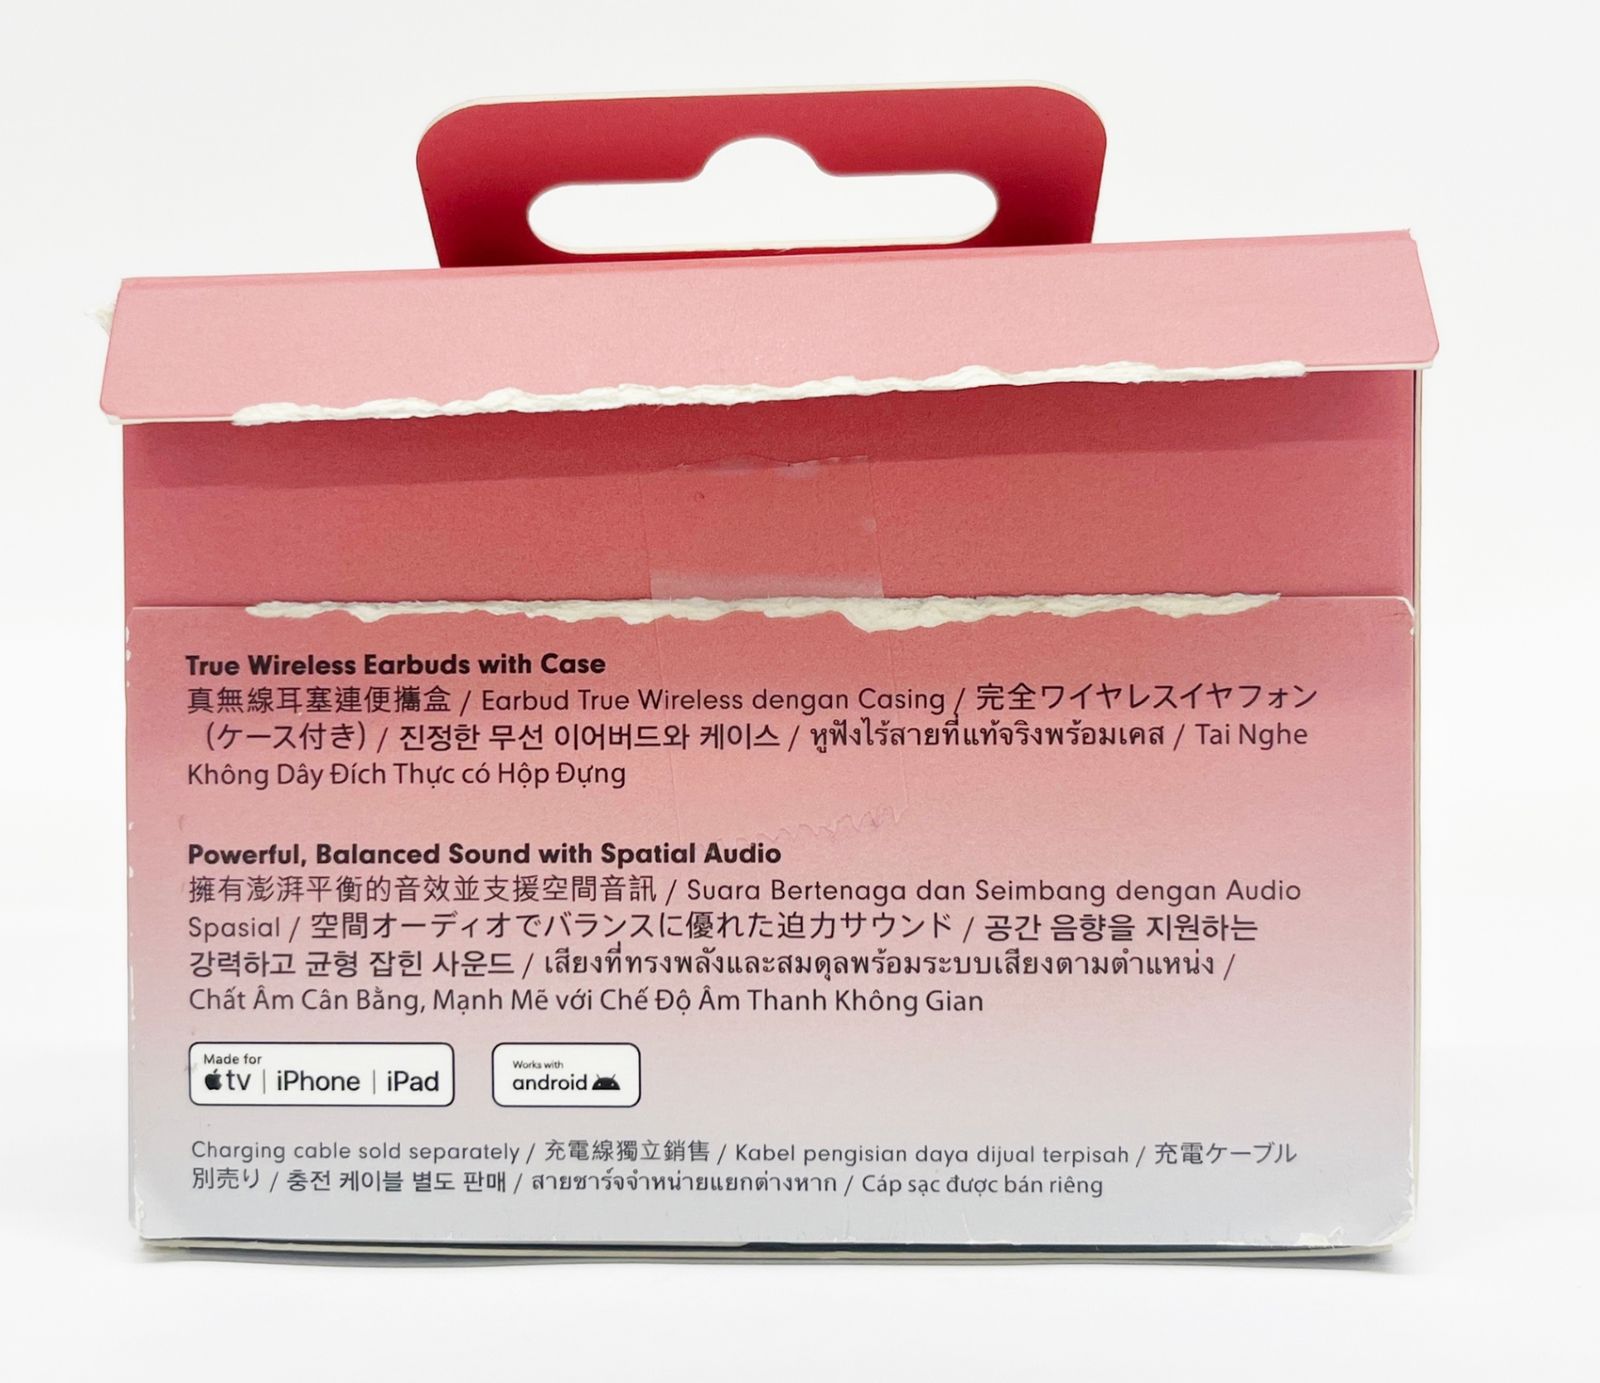 True Wireless Earbuds with Case
真無線耳塞連便攜盒 / Earbud True Wireless dengan Casing / 完全ワイヤレスイヤフォン
（ケース付き） / 진정한 무선 이어버드와 케이스 / หูฟังไร้สายที่แท้จริงพร้อมเคส / Tai Nghe
Không Dây Đích Thực có Hộp Đựng
Powerful, Balanced Sound with Spatial Audio
擁有澎湃平衡的音效並支援空間音訊 / Suara Bertenaga dan Seimbang dengan Audio
Spasial / 空間オーディオでバランスに優れた迫力サウンド / 공간 음향을 지원하는
강력하고 균형 잡힌 사운드 / เสียงที่ทรงพลังและสมดุลพร้อมระบบเสียงตามตำแหน่ง /
Chất Âm Cân Bằng, Mạnh Mẽ với Chế Độ Âm Thanh Không Gian
Made for
tv | iPhone | iPad
Works with
android
Charging cable sold separately / 充電線獨立銷售 / Kabel pengisian daya dijual terpisah / 充電ケーブル
別売り / 충전 케이블 별도 판매 / สายชาร์จจำหน่ายแยกต่างหาก / Cáp sạc được bán riêng